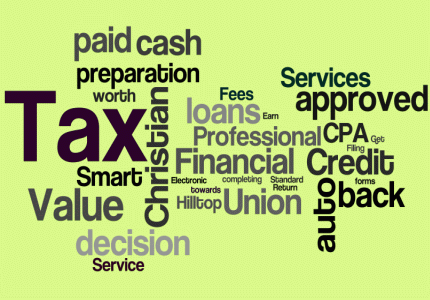 paid cash
preparation
Services
worth
Fees
approved
Tax
Christian
loans
Earn
Professional
CPA
Get
Filing
Financial
Credit
Smart
Electronic
completing
Standard
forms
towards
Return
auto
back
Value
Hilltop
Union
decision
Service